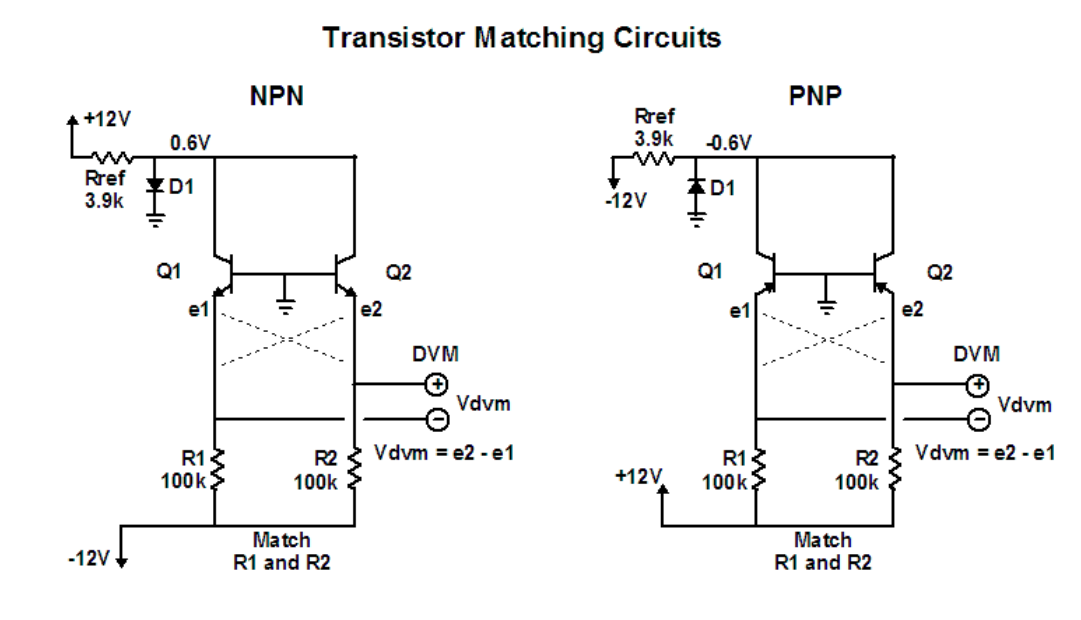 Transistor Matching Circuits
NPN
+12V
0.6V
Rref
3.9k
D1
Q1
Q2
e1
e2
DVM
+
Vdvm
−
Vdvm = e2 - e1
R1
100k
R2
100k
-12V
Match
R1 and R2
PNP
Rref
3.9k
-0.6V
-12V
D1
Q1
Q2
e1
e2
DVM
+
Vdvm
−
Vdvm = e2 - e1
R1
100k
R2
100k
+12V
Match
R1 and R2